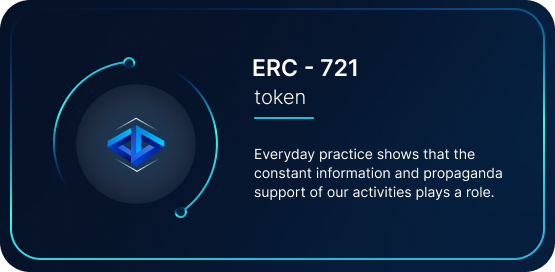 ERC - 721
token
Everyday practice shows that the
constant information and propaganda
support of our activities plays a role.